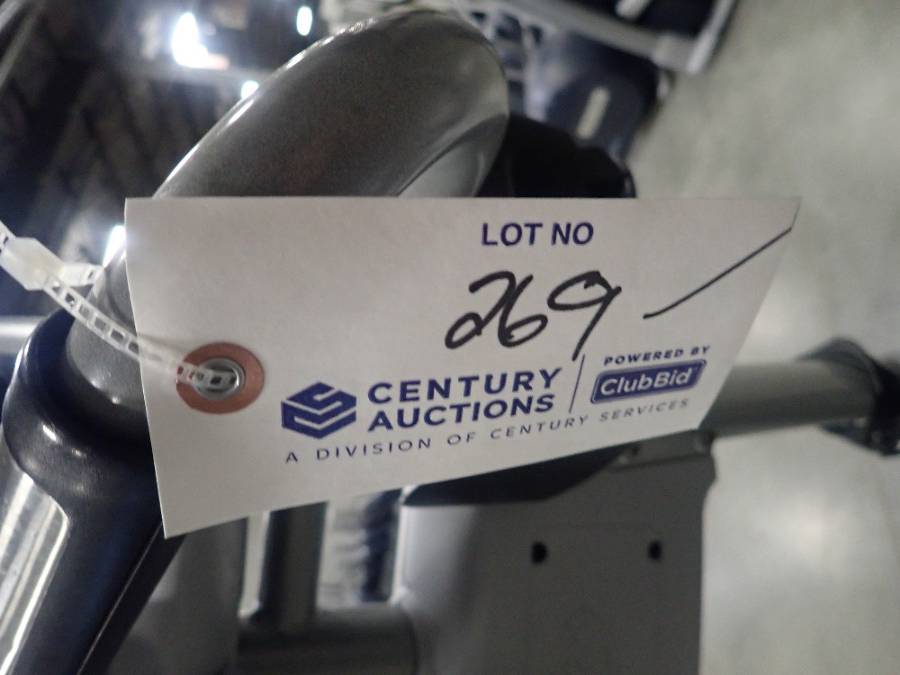 LOT NO
269
CENTURY
AUCTIONS
POWERED BY
ClubBid
A DIVISION OF CENTURY SERVICES